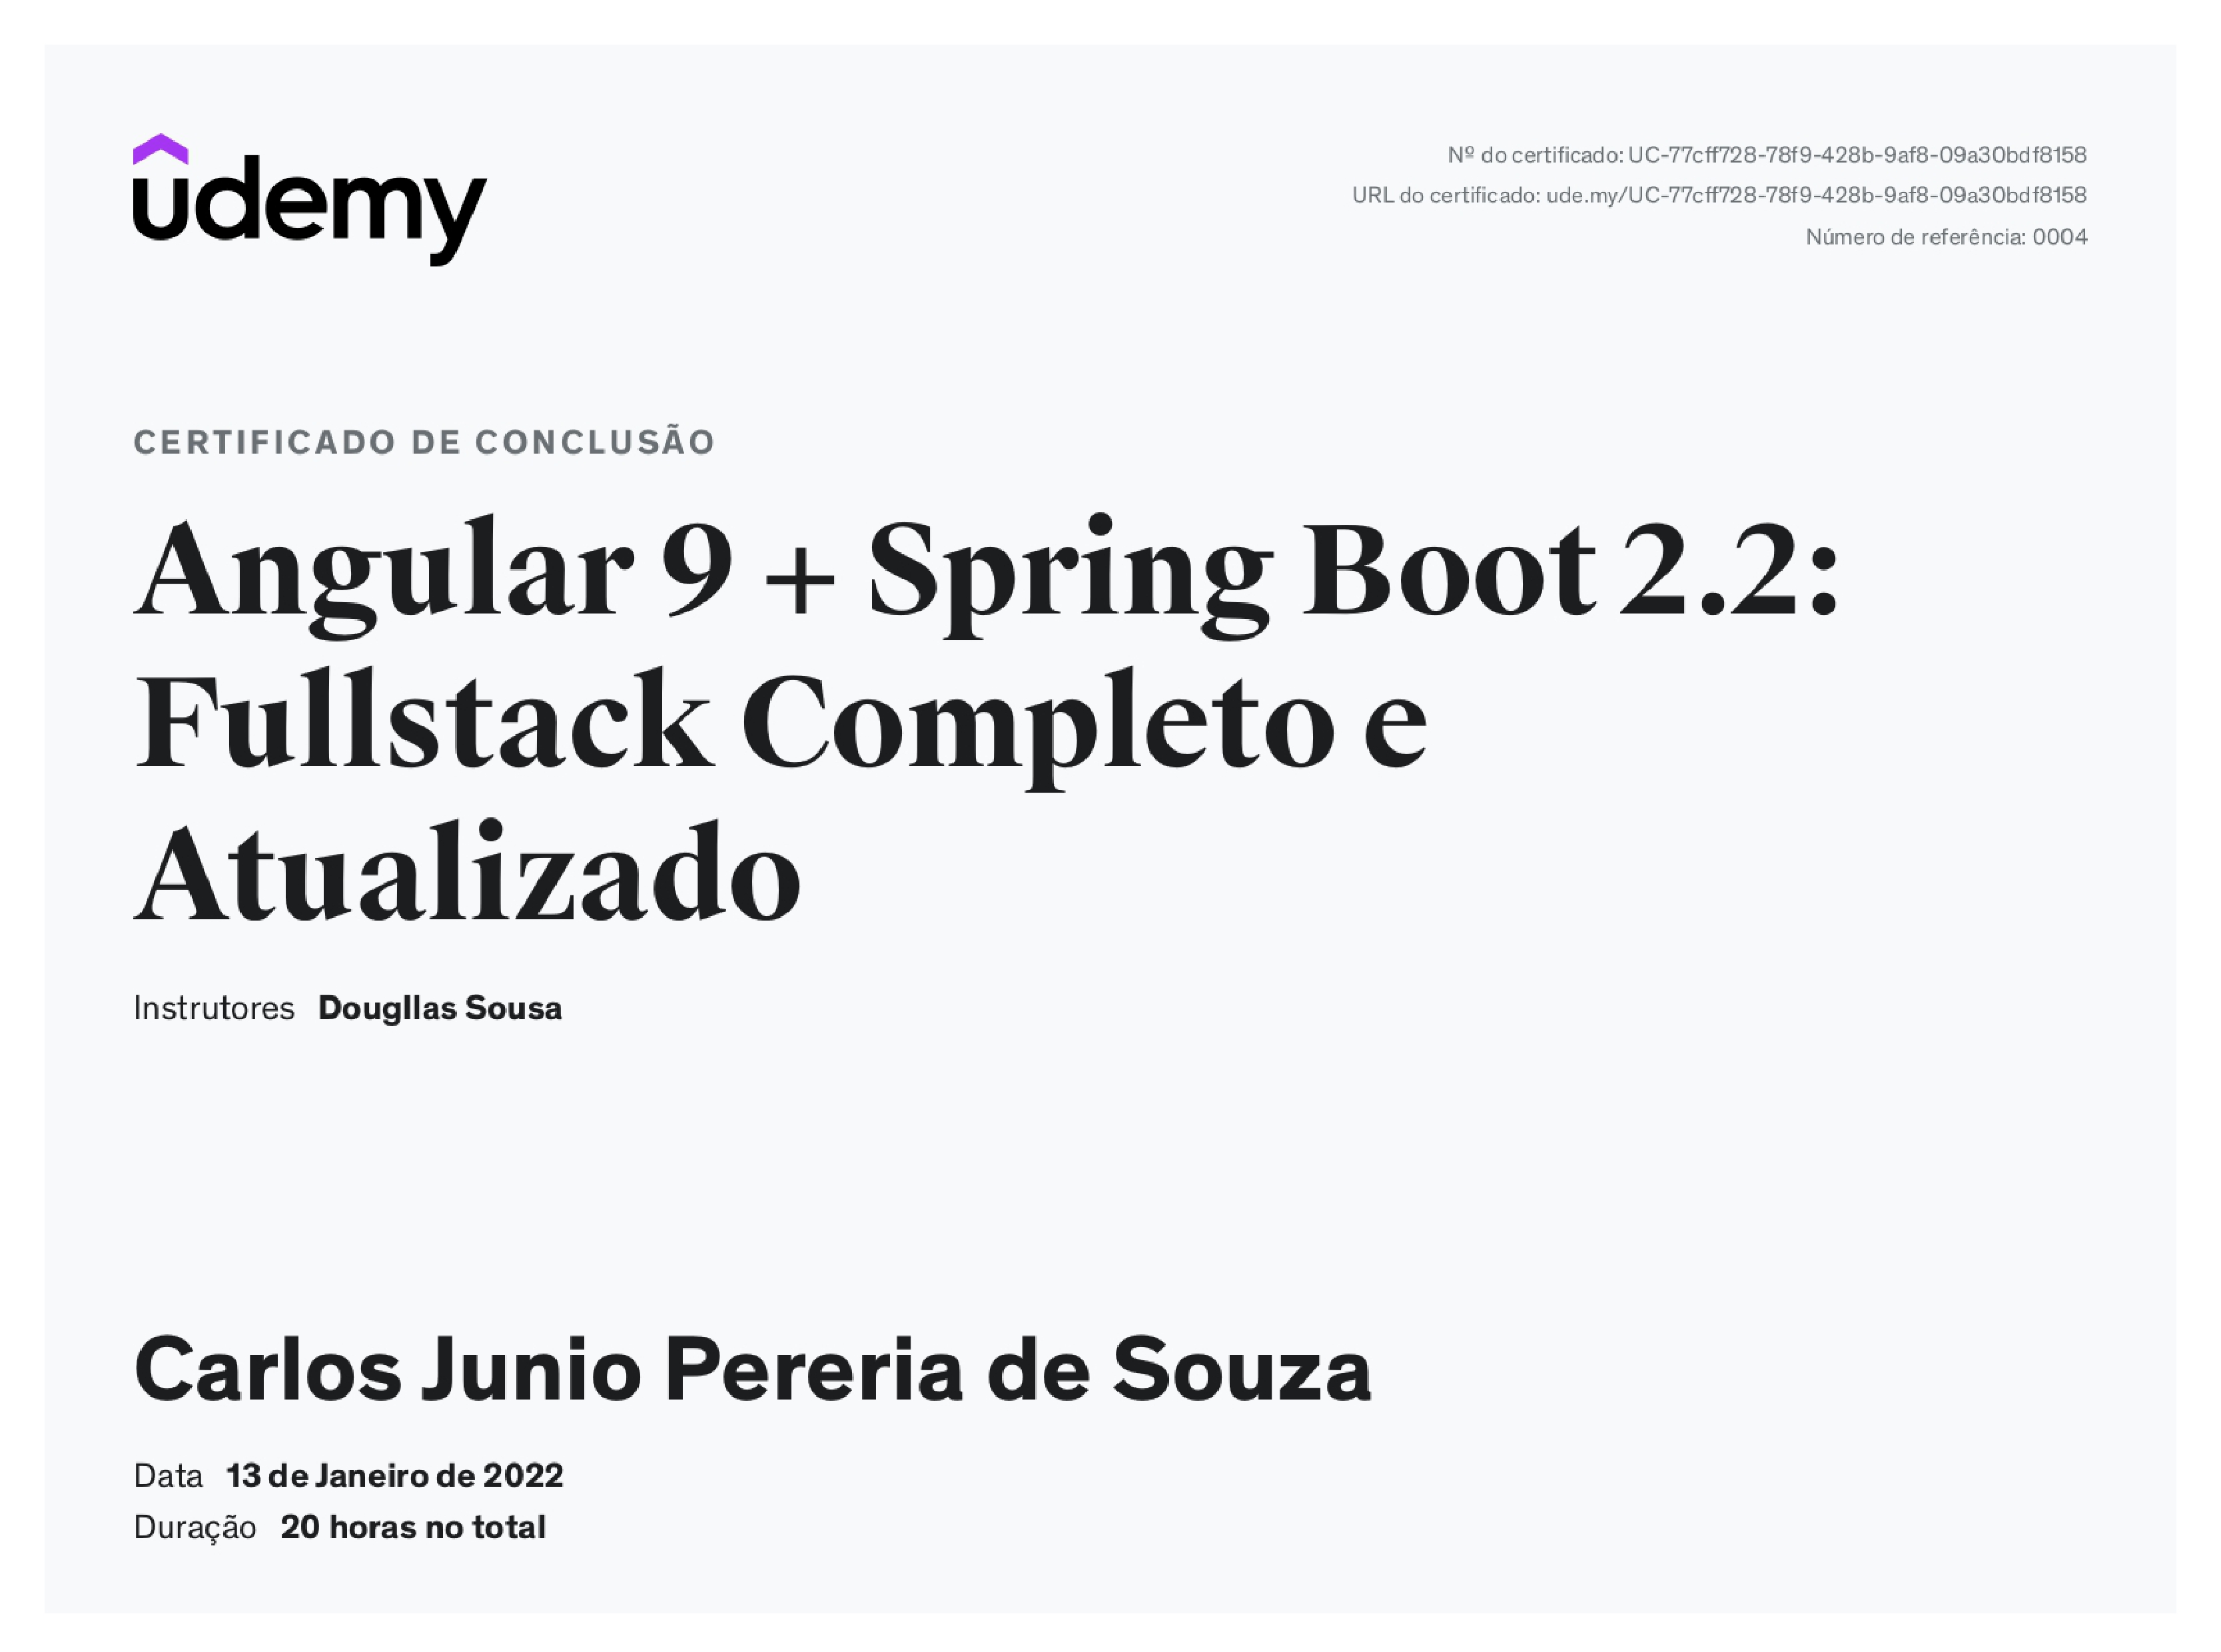 udemy
Nº do certificado: UC-77cff728-78f9-428b-9af8-09a30bdf8158
URL do certificado: ude.my/UC-77cff728-78f9-428b-9af8-09a30bdf8158
Número de referência: 0004
CERTIFICADO DE CONCLUSÃO
Angular 9 + Spring Boot 2.2:
Fullstack Completo e
Atualizado
Instrutores Dougllas Sousa
Carlos Junio Pereria de Souza
Data 13 de Janeiro de 2022
Duração 20 horas no total